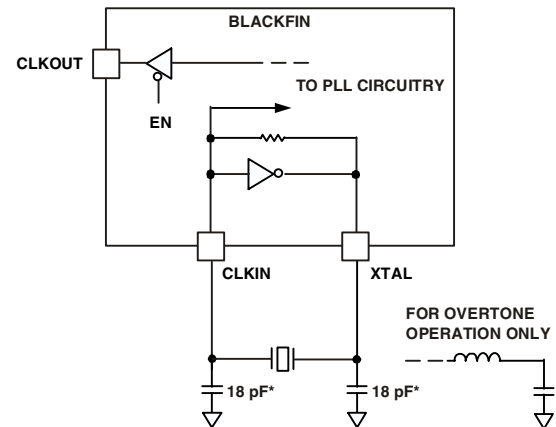 BLACKFIN
CLKOUT
TO PLL CIRCUITRY
EN
CLKIN
XTAL
FOR OVERTONE
OPERATION ONLY
18 pF*
18 pF*